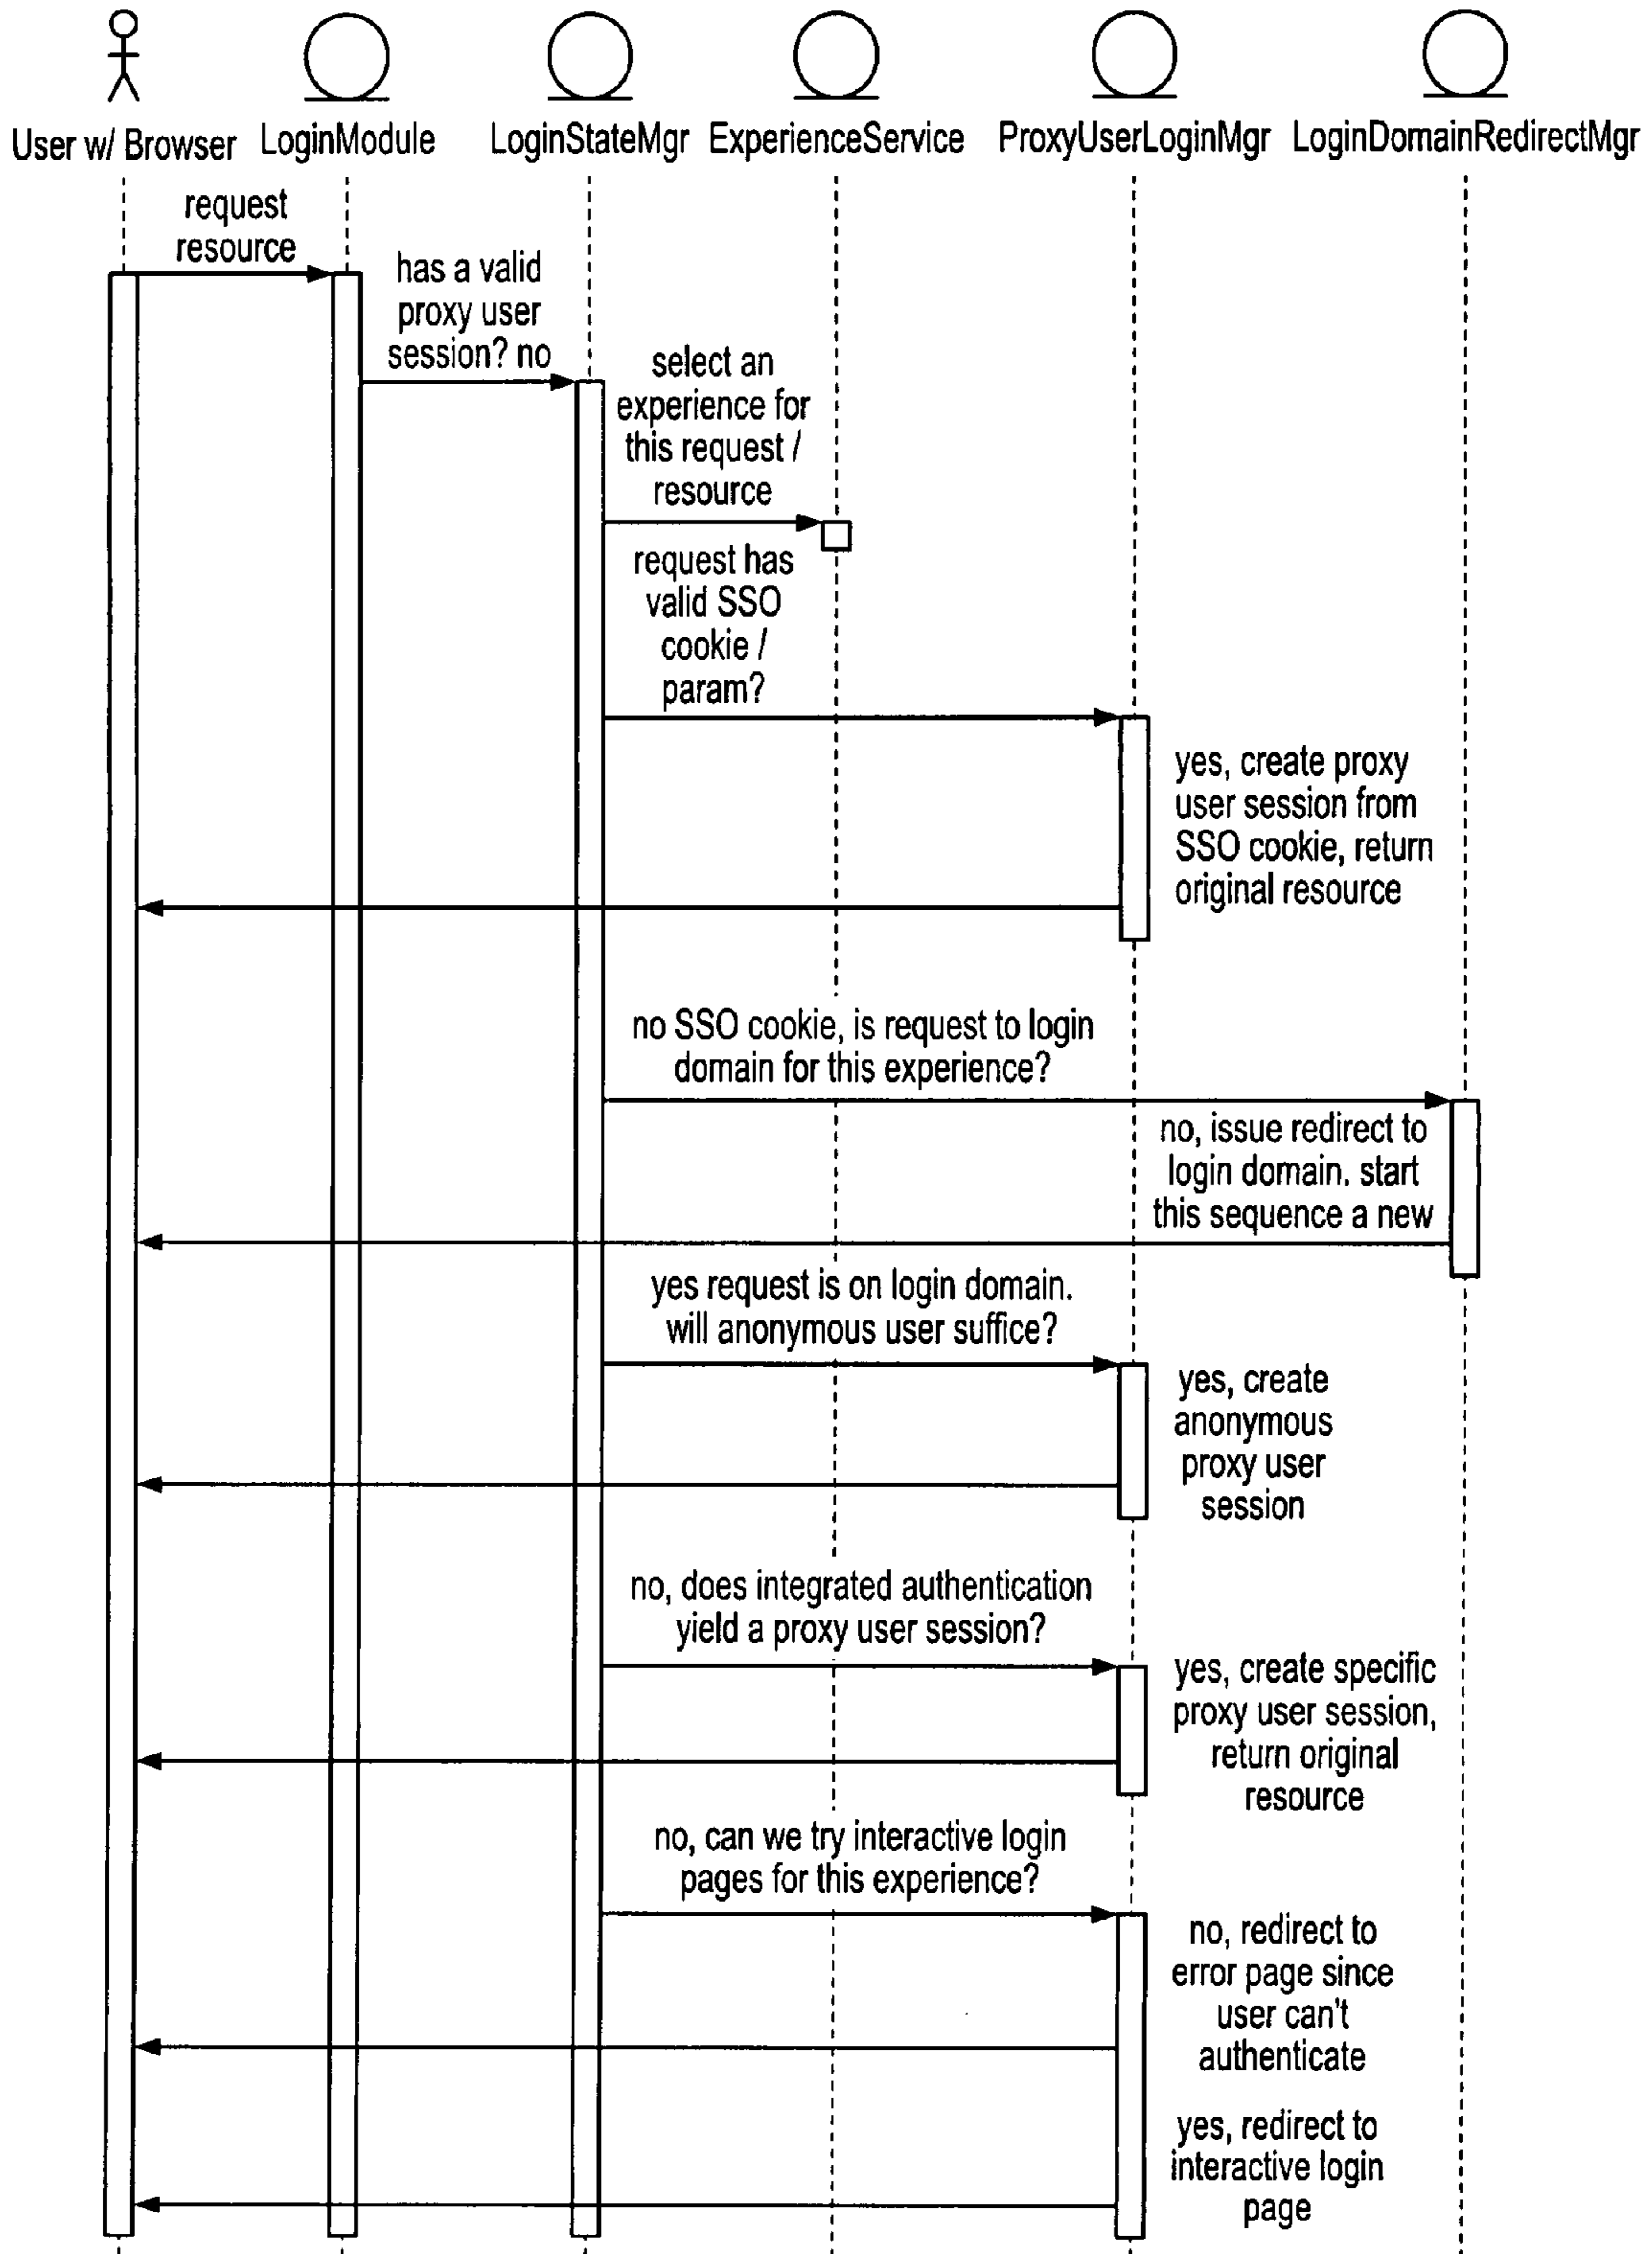 User w/ Browser
LoginModule
LoginStateMgr
ExperienceService
ProxyUserLoginMgr
LoginDomainRedirectMgr
request
resource
has a valid
proxy user
session? no
select an
experience for
this request /
resource
request has
valid SSO
cookie /
param?
yes, create proxy
user session from
SSO cookie, return
original resource
no SSO cookie, is request to login
domain for this experience?
no, issue redirect to
login domain. start
this sequence a new
yes request is on login domain.
will anonymous user suffice?
yes, create
anonymous
proxy user
session
no, does integrated authentication
yield a proxy user session?
yes, create specific
proxy user session,
return original
resource
no, can we try interactive login
pages for this experience?
no, redirect to
error page since
user can't
authenticate
yes, redirect to
interactive login
page